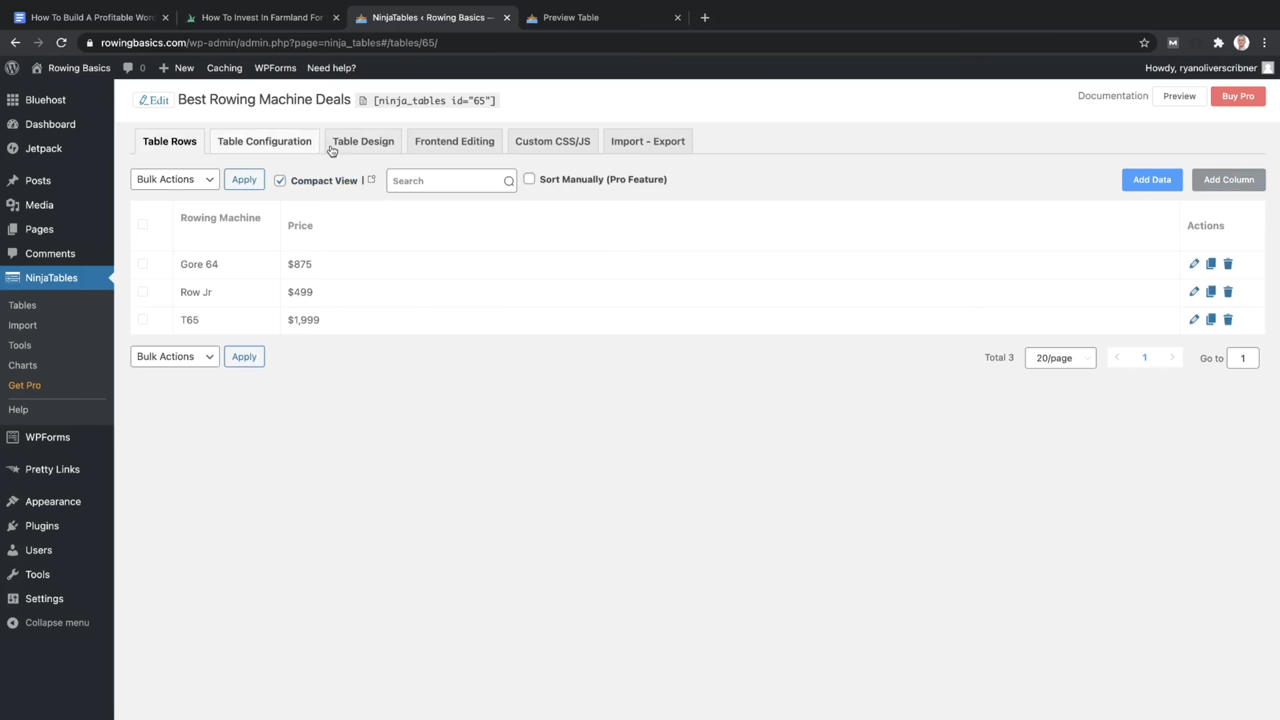 How To Build A Profitable Wor
How To Invest In Farmland For
NinjaTables ‹ Rowing Basics —
Preview Table
rowingbasics.com/wp-admin/admin.php?page=ninja_tables#/tables/65/
Rowing Basics
0
New
Caching
WPForms
Need help?
Howdy, ryanoliverscribner
Bluehost
Dashboard
Jetpack
Posts
Media
Pages
Comments
NinjaTables
Tables
Import
Tools
Charts
Get Pro
Help
WPForms
Pretty Links
Appearance
Plugins
Users
Tools
Settings
Collapse menu
Edit Best Rowing Machine Deals [ninja_tables id="65"]
Documentation Preview Buy Pro
Table Rows Table Configuration Table Design Frontend Editing Custom CSS/JS Import - Export
Bulk Actions Apply Compact View | Search Sort Manually (Pro Feature) Add Data Add Column
Rowing Machine Price Actions
Gore 64 $875
Row Jr $499
T65 $1,999
Bulk Actions Apply Total 3 20/page 1 Go to 1